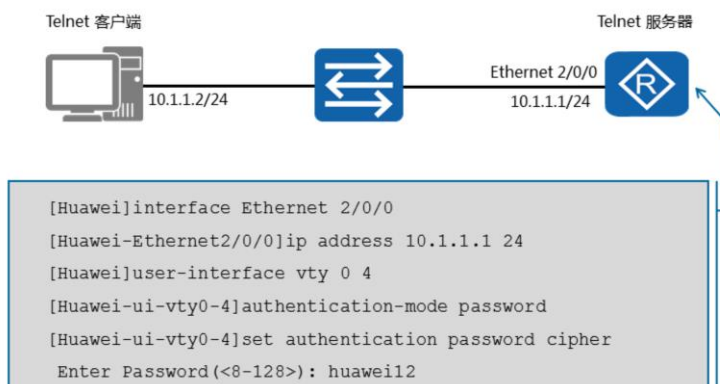 Telnet 客户端
Telnet 服务器
Ethernet 2/0/0
10.1.1.2/24
10.1.1.1/24
R
[Huawei]interface Ethernet 2/0/0
[Huawei-Ethernet2/0/0]ip address 10.1.1.1 24
[Huawei]user-interface vty 0 4
[Huawei-ui-vty0-4]authentication-mode password
[Huawei-ui-vty0-4]set authentication password cipher
Enter Password(<8-128>): huawei12